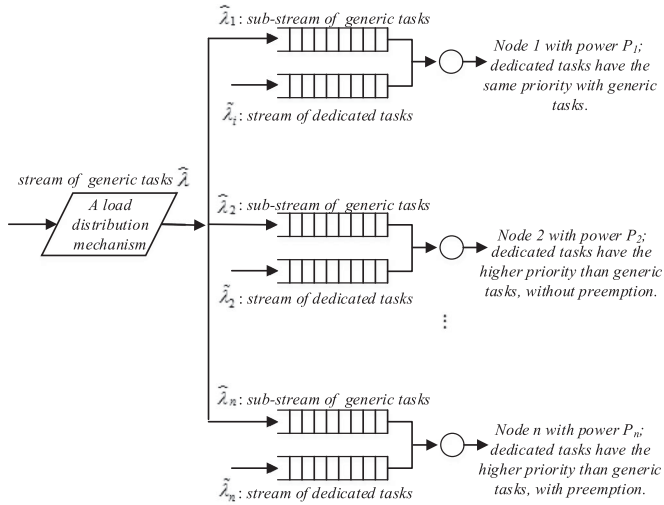 λ̂₁: sub-stream of generic tasks
Node 1 with power P₁;
dedicated tasks have the
same priority with generic
tasks.
λ̃ᵢ: stream of dedicated tasks
stream of generic tasks λ̂
A load
distribution
mechanism
λ̂₂: sub-stream of generic tasks
Node 2 with power P₂;
dedicated tasks have the
higher priority than generic
tasks, without preemption.
λ̃₂: stream of dedicated tasks
⋮
λ̂ₙ: sub-stream of generic tasks
Node n with power Pₙ;
dedicated tasks have the
higher priority than generic
tasks, with preemption.
λ̃ₙ: stream of dedicated tasks